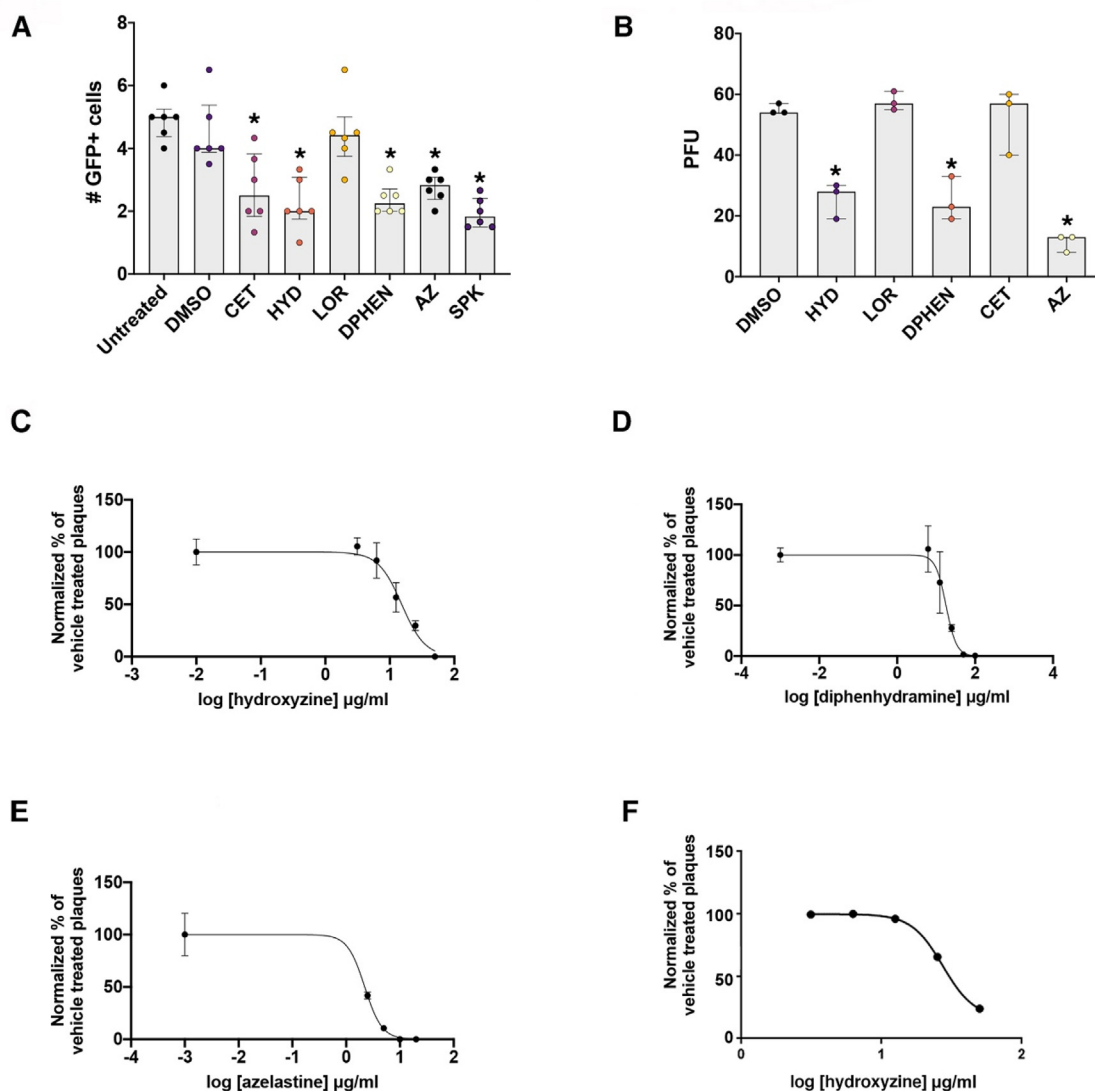 A
# GFP+ cells
8
6
4
2
0
*
*
*
*
*
Untreated
DMSO
CET
HYD
LOR
DPHEN
AZ
SPK
B
PFU
80
60
40
20
0
*
*
*
DMSO
HYD
LOR
DPHEN
CET
AZ
C
Normalized % of
vehicle treated plaques
150
100
50
0
-3
-2
-1
0
1
2
log [hydroxyzine] µg/ml
D
Normalized % of
vehicle treated plaques
150
100
50
0
-4
-2
0
2
4
log [diphenhydramine] µg/ml
E
Normalized % of
vehicle treated plaques
150
100
50
0
-4
-3
-2
-1
0
1
2
log [azelastine] µg/ml
F
Normalized % of
vehicle treated plaques
150
100
50
0
0
1
2
log [hydroxyzine] µg/ml